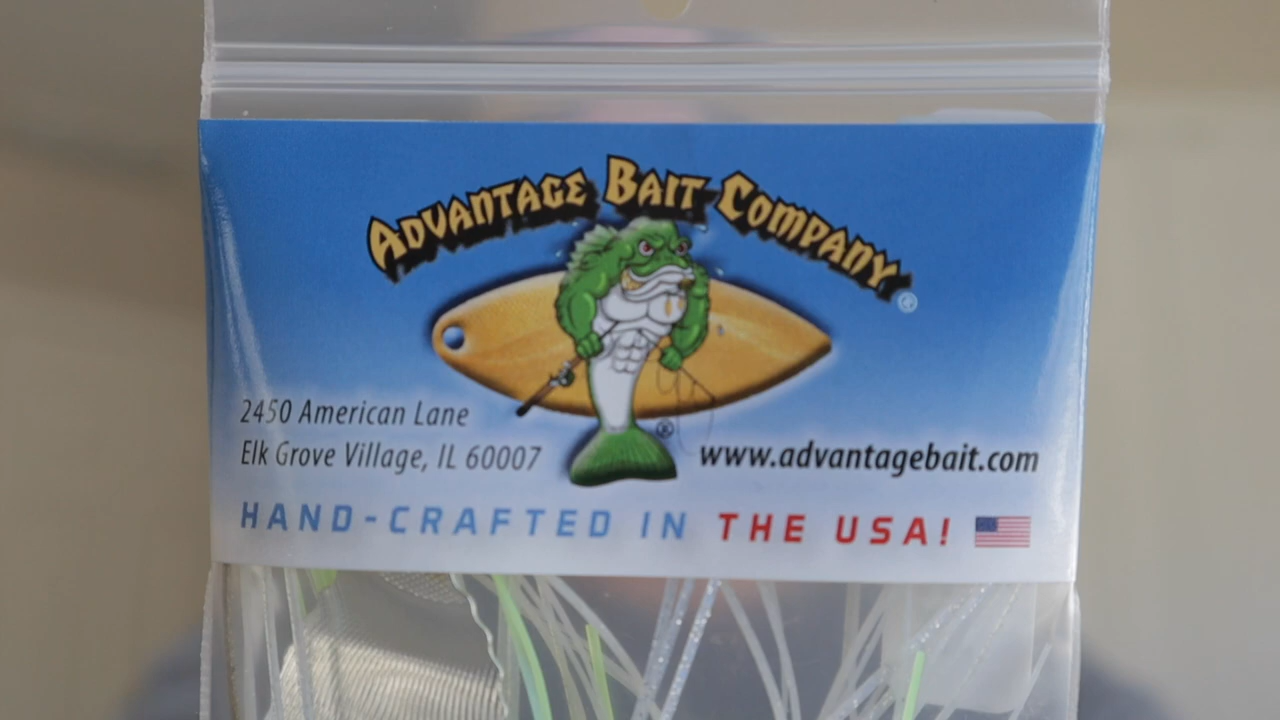 ADVANTAGE BAIT COMPANY®
®
2450 American Lane
Elk Grove Village, IL 60007
www.advantagebait.com
HAND-CRAFTED IN THE USA!